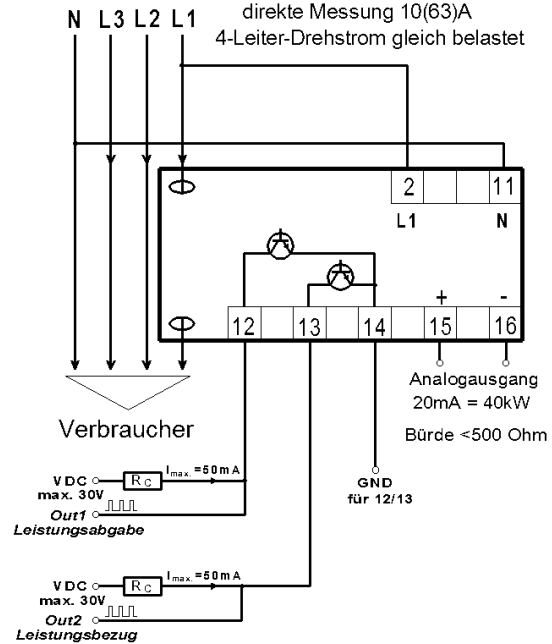 direkte Messung 10(63)A
N L3 L2 L1
4-Leiter-Drehstrom gleich belastet
2 11
L1 N
+ -
12 13 14 15 16
Analogausgang
20mA = 40kW
Bürde <500 Ohm
Verbraucher
GND
für 12/13
VDC RC Imax.=50mA
max. 30V
Out1
Leistungsabgabe
VDC RC Imax.=50mA
max. 30V
Out2
Leistungsbezug